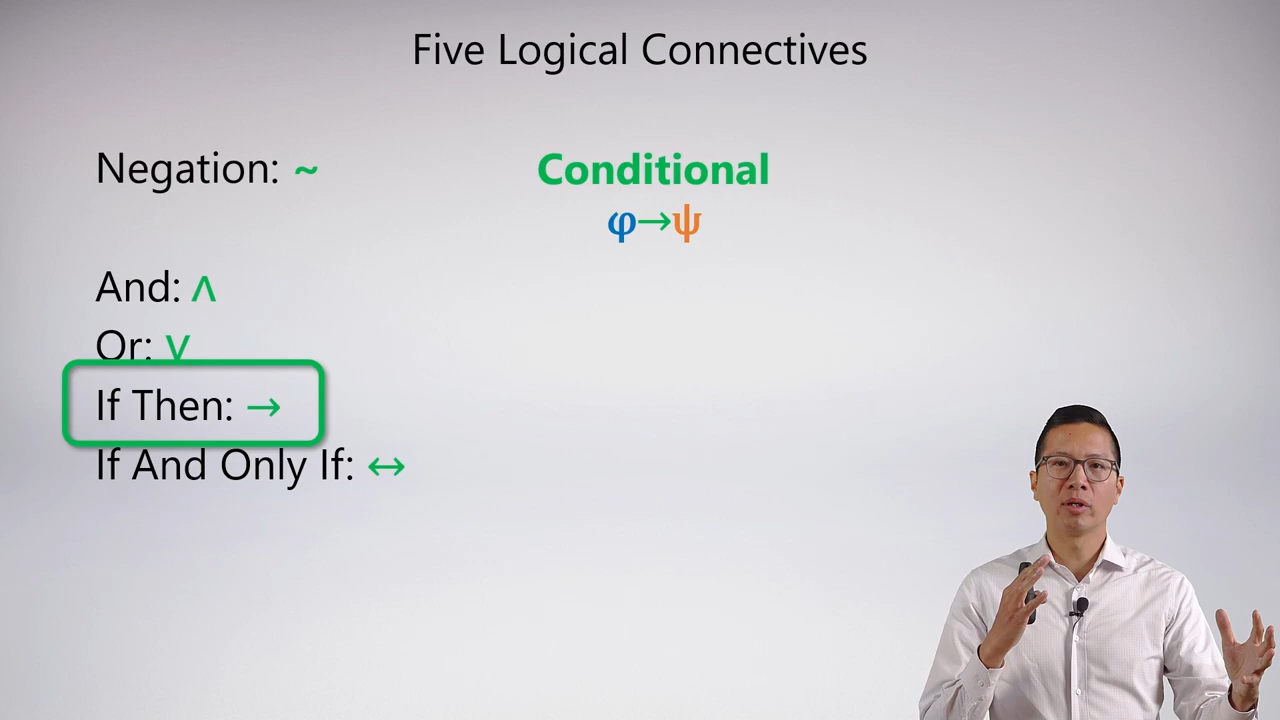 Five Logical Connectives
Negation: ~
And: ∧
Or: ∨
If Then: →
If And Only If: ↔
Conditional
φ→ψ